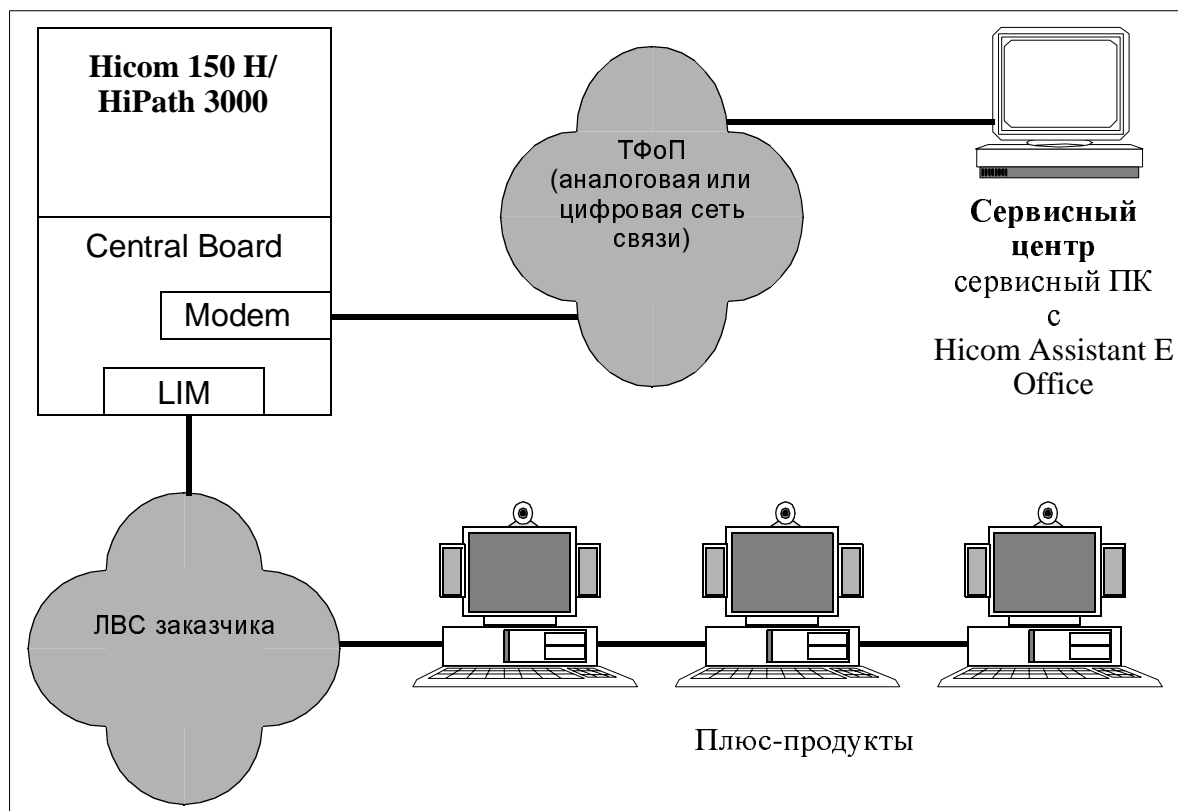 Hicom 150 H/
HiPath 3000
Central Board
Modem
LIM
ТФоП
(аналоговая или
цифровая сеть
связи)
Сервисный
центр
сервисный ПК
с
Hicom Assistant E
Office
ЛВС заказчика
Плюс-продукты